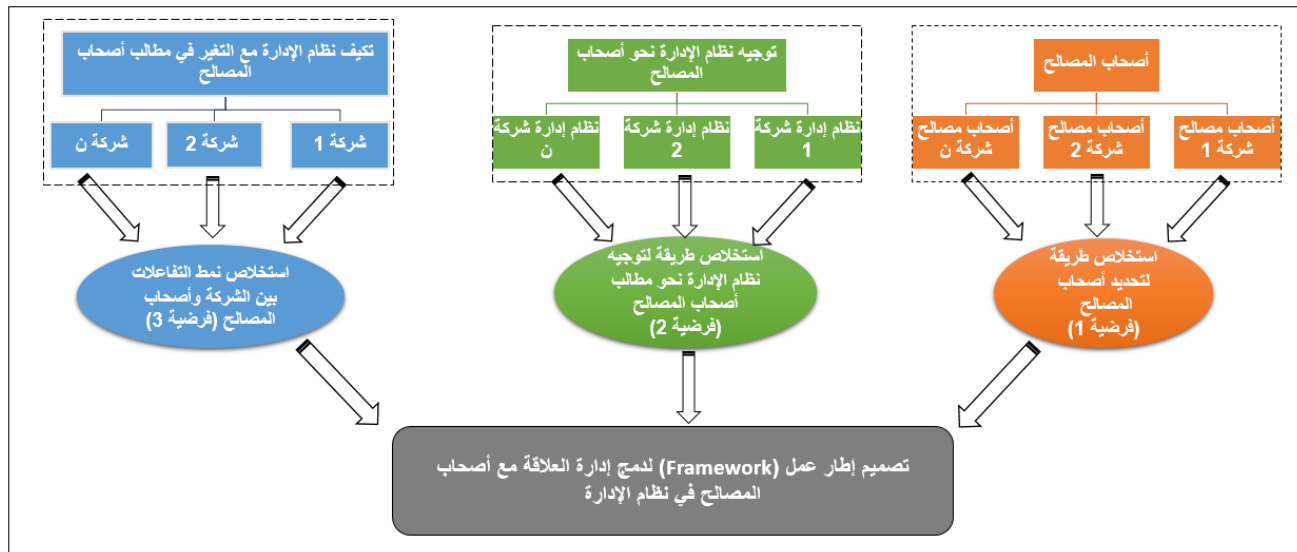 أصحاب المصالح
أصحاب مصالح
شركة 1
أصحاب مصالح
شركة 2
أصحاب مصالح
شركة ن
استخلاص طريقة
لتحديد أصحاب
المصالح
(فرضية 1)
توجيه نظام الإدارة نحو أصحاب
المصالح
نظام إدارة شركة
1
نظام إدارة شركة
2
نظام إدارة شركة
ن
استخلاص طريقة لتوجيه
نظام الإدارة نحو مطالب
أصحاب المصالح
(فرضية 2)
تكيف نظام الإدارة مع التغير في مطالب أصحاب
المصالح
شركة 1
شركة 2
شركة ن
استخلاص نمط التفاعلات
بين الشركة وأصحاب
المصالح (فرضية 3)
تصميم إطار عمل (Framework) لدمج إدارة العلاقة مع أصحاب
المصالح في نظام الإدارة